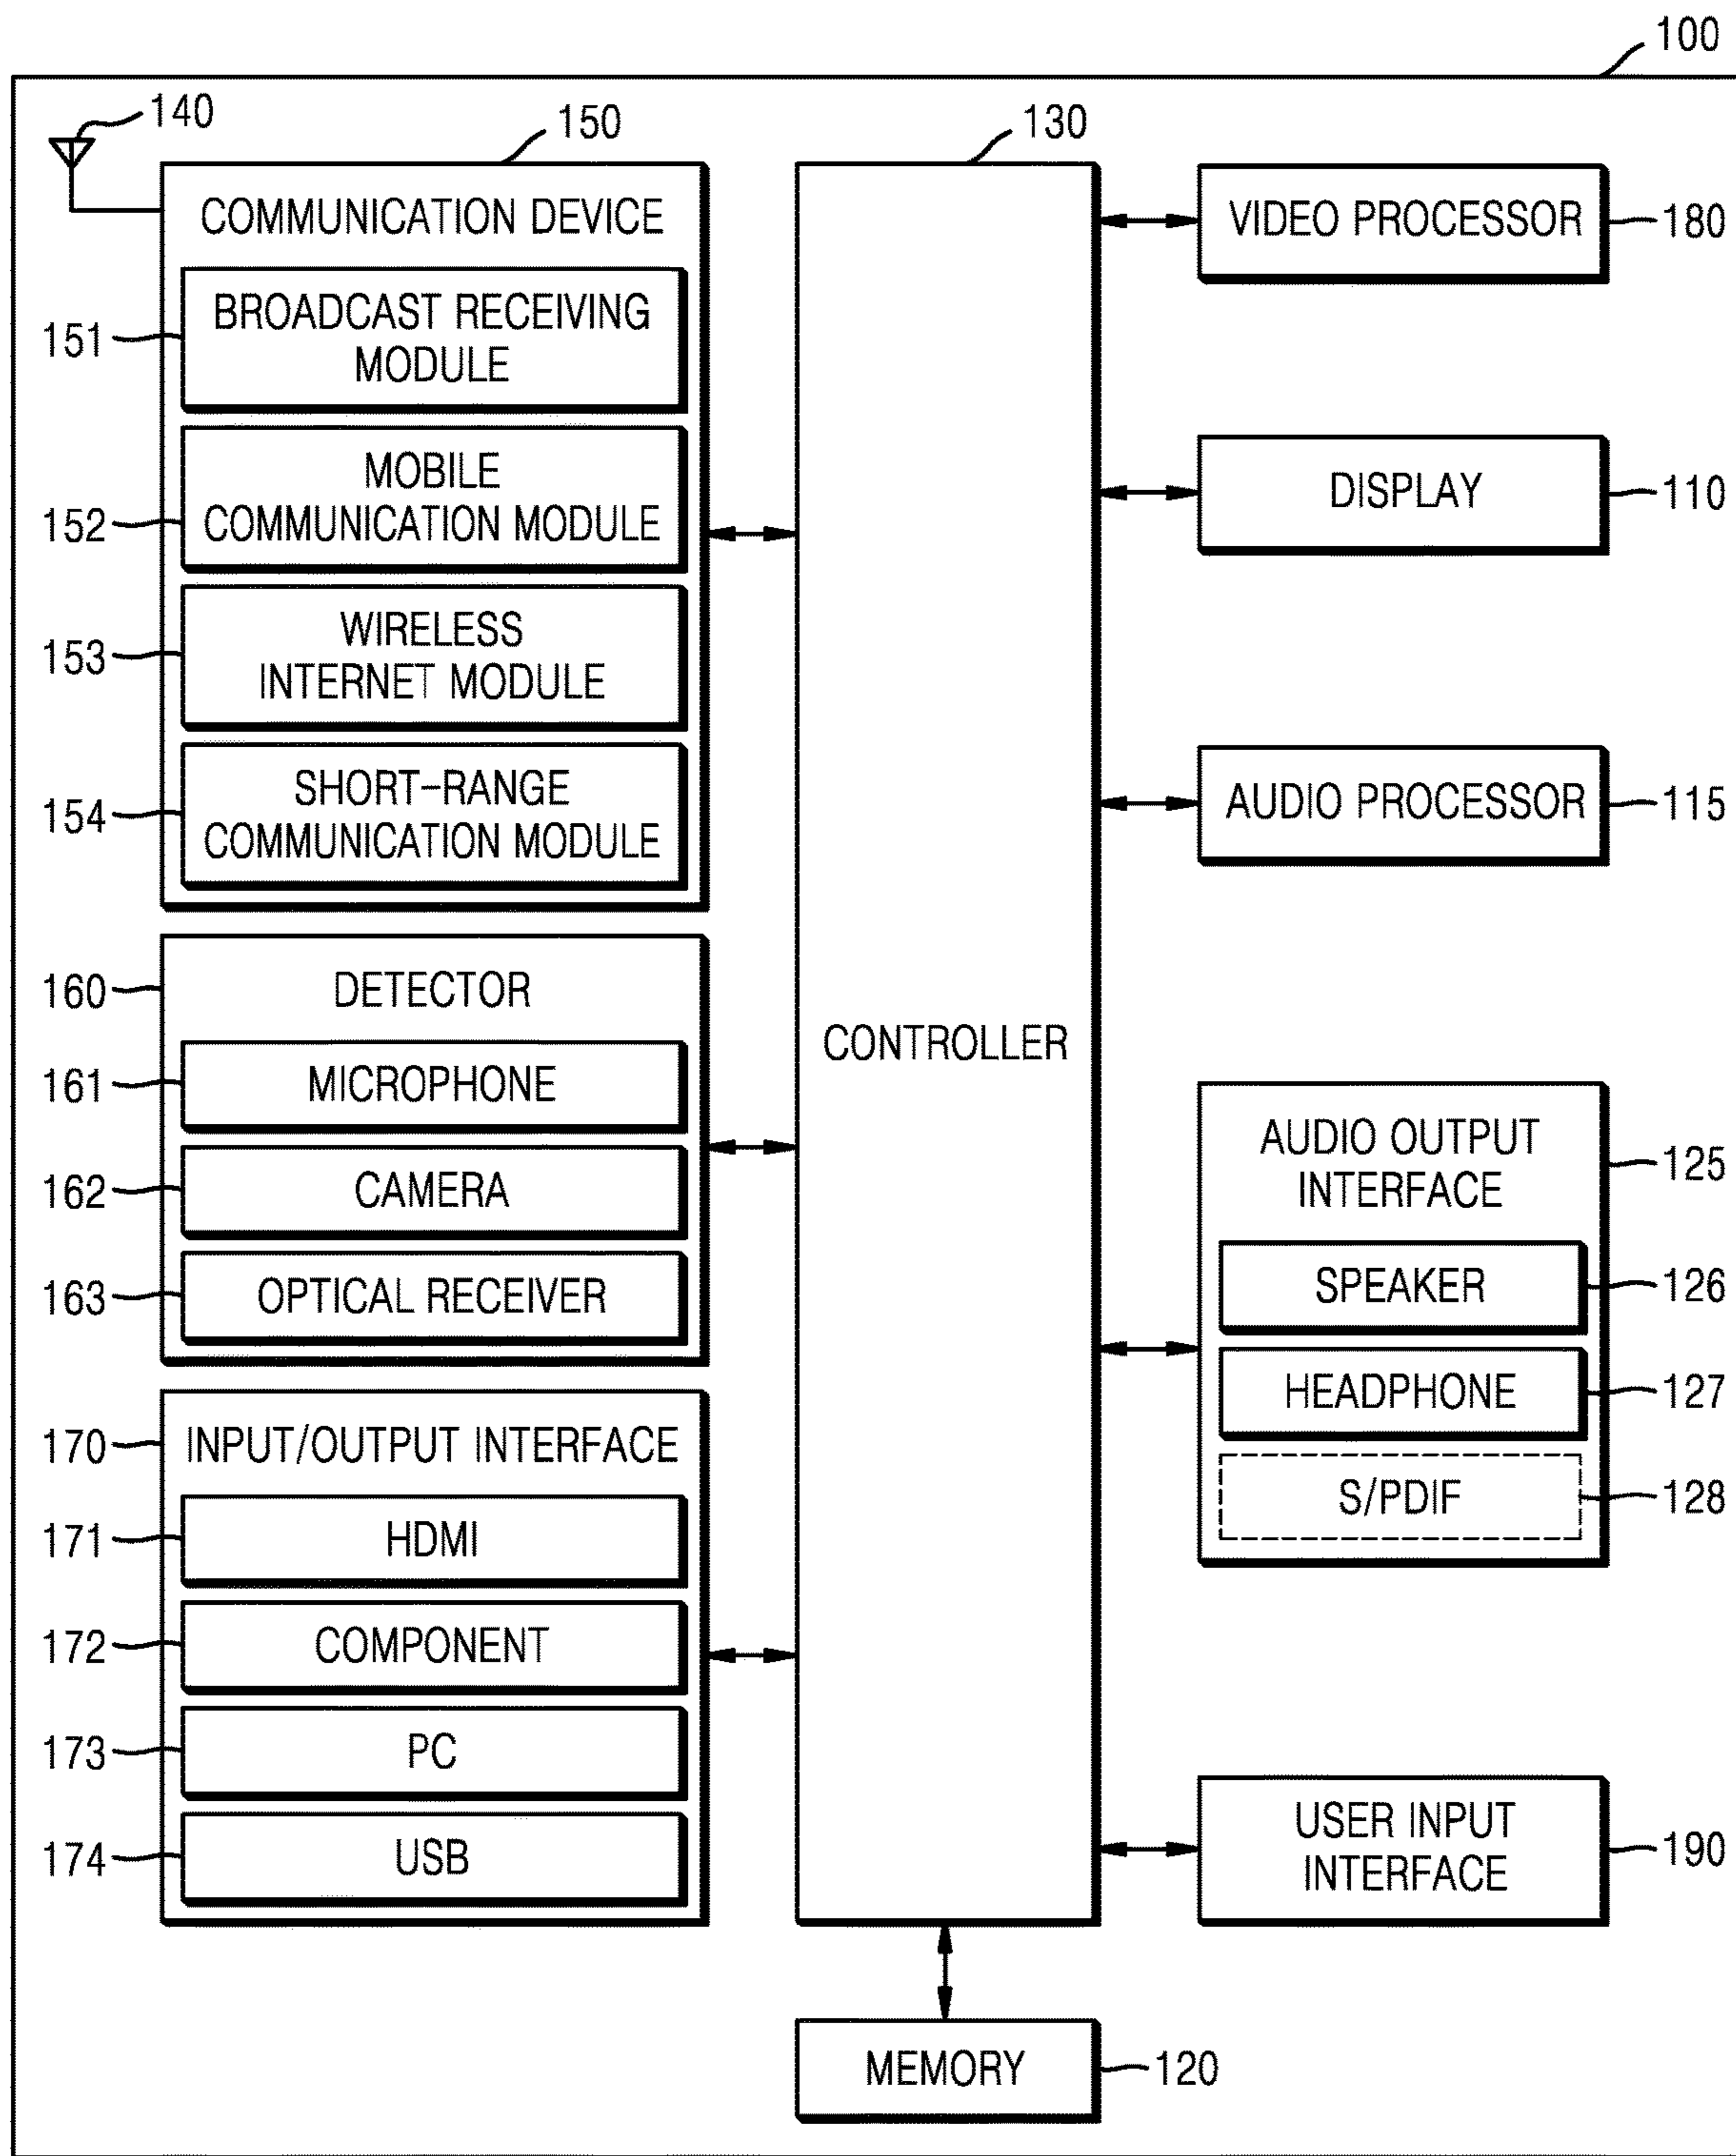 100
140
150
130
COMMUNICATION DEVICE
151
BROADCAST RECEIVING
MODULE
152
MOBILE
COMMUNICATION MODULE
153
WIRELESS
INTERNET MODULE
154
SHORT-RANGE
COMMUNICATION MODULE
160
DETECTOR
161
MICROPHONE
162
CAMERA
163
OPTICAL RECEIVER
170
INPUT/OUTPUT INTERFACE
171
HDMI
172
COMPONENT
173
PC
174
USB
CONTROLLER
MEMORY
120
VIDEO PROCESSOR
180
DISPLAY
110
AUDIO PROCESSOR
115
AUDIO OUTPUT
INTERFACE
125
SPEAKER
126
HEADPHONE
127
S/PDIF
128
USER INPUT
INTERFACE
190